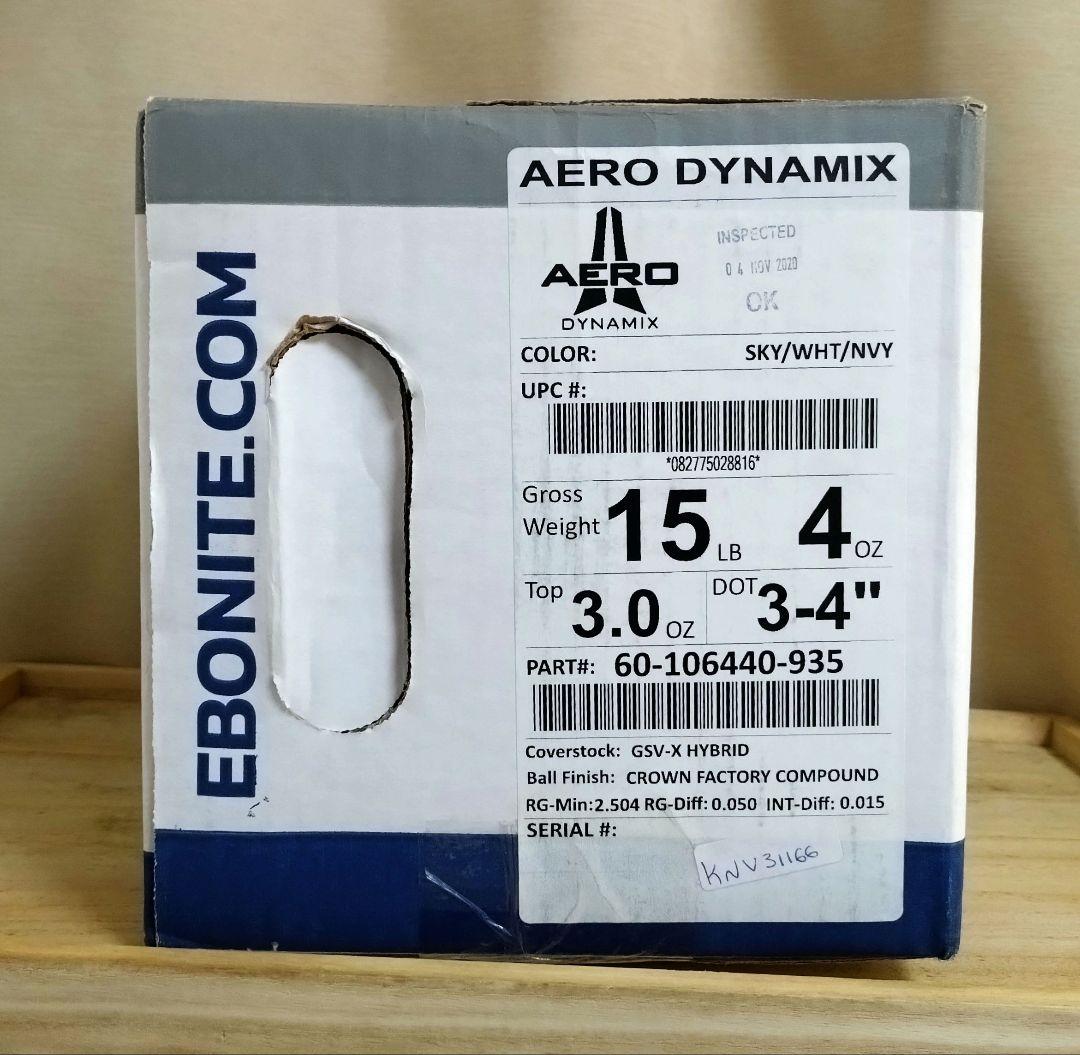 EBONITE.COM
AERO DYNAMIX
AERO
DYNAMIX
INSPECTED
04 NOV 2020
OK
COLOR: SKY/WHT/NVY
UPC #:
*082775028816*
Gross
Weight 15 LB 4 OZ
Top 3.0 OZ DOT 3-4"
PART#: 60-106440-935
Coverstock: GSV-X HYBRID
Ball Finish: CROWN FACTORY COMPOUND
RG-Min:2.504 RG-Diff: 0.050 INT-Diff: 0.015
SERIAL #:
KNV31166